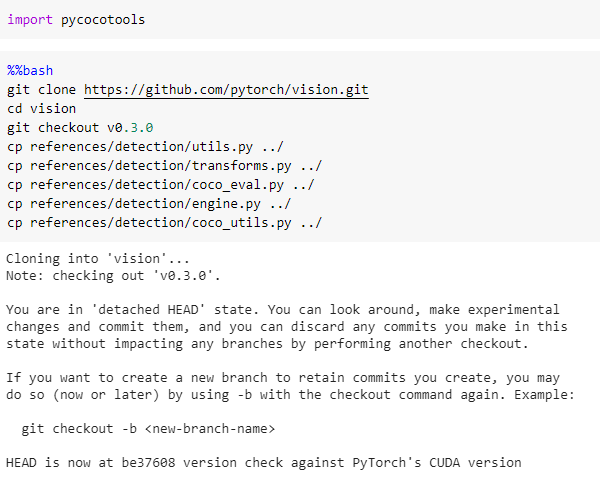 import pycocotools
%%bash
git clone https://github.com/pytorch/vision.git
cd vision
git checkout v0.3.0
cp references/detection/utils.py ../
cp references/detection/transforms.py ../
cp references/detection/coco_eval.py ../
cp references/detection/engine.py ../
cp references/detection/coco_utils.py ../
Cloning into 'vision'...
Note: checking out 'v0.3.0'.
You are in 'detached HEAD' state. You can look around, make experimental
changes and commit them, and you can discard any commits you make in this
state without impacting any branches by performing another checkout.
If you want to create a new branch to retain commits you create, you may
do so (now or later) by using -b with the checkout command again. Example:
git checkout -b <new-branch-name>
HEAD is now at be37608 version check against PyTorch's CUDA version